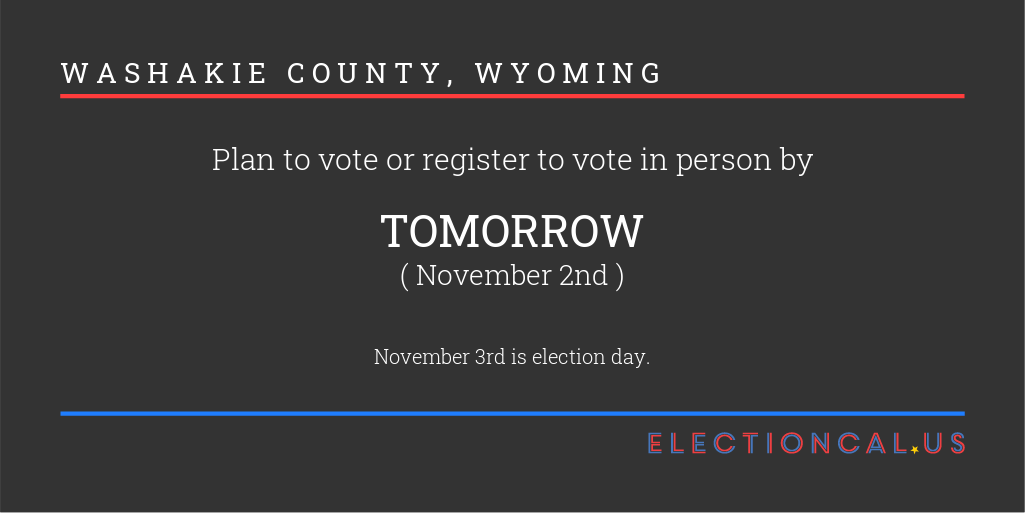 WASHAKIE COUNTY, WYOMING
Plan to vote or register to vote in person by
TOMORROW
( November 2nd )
November 3rd is election day.
ELECTIONCAL.US